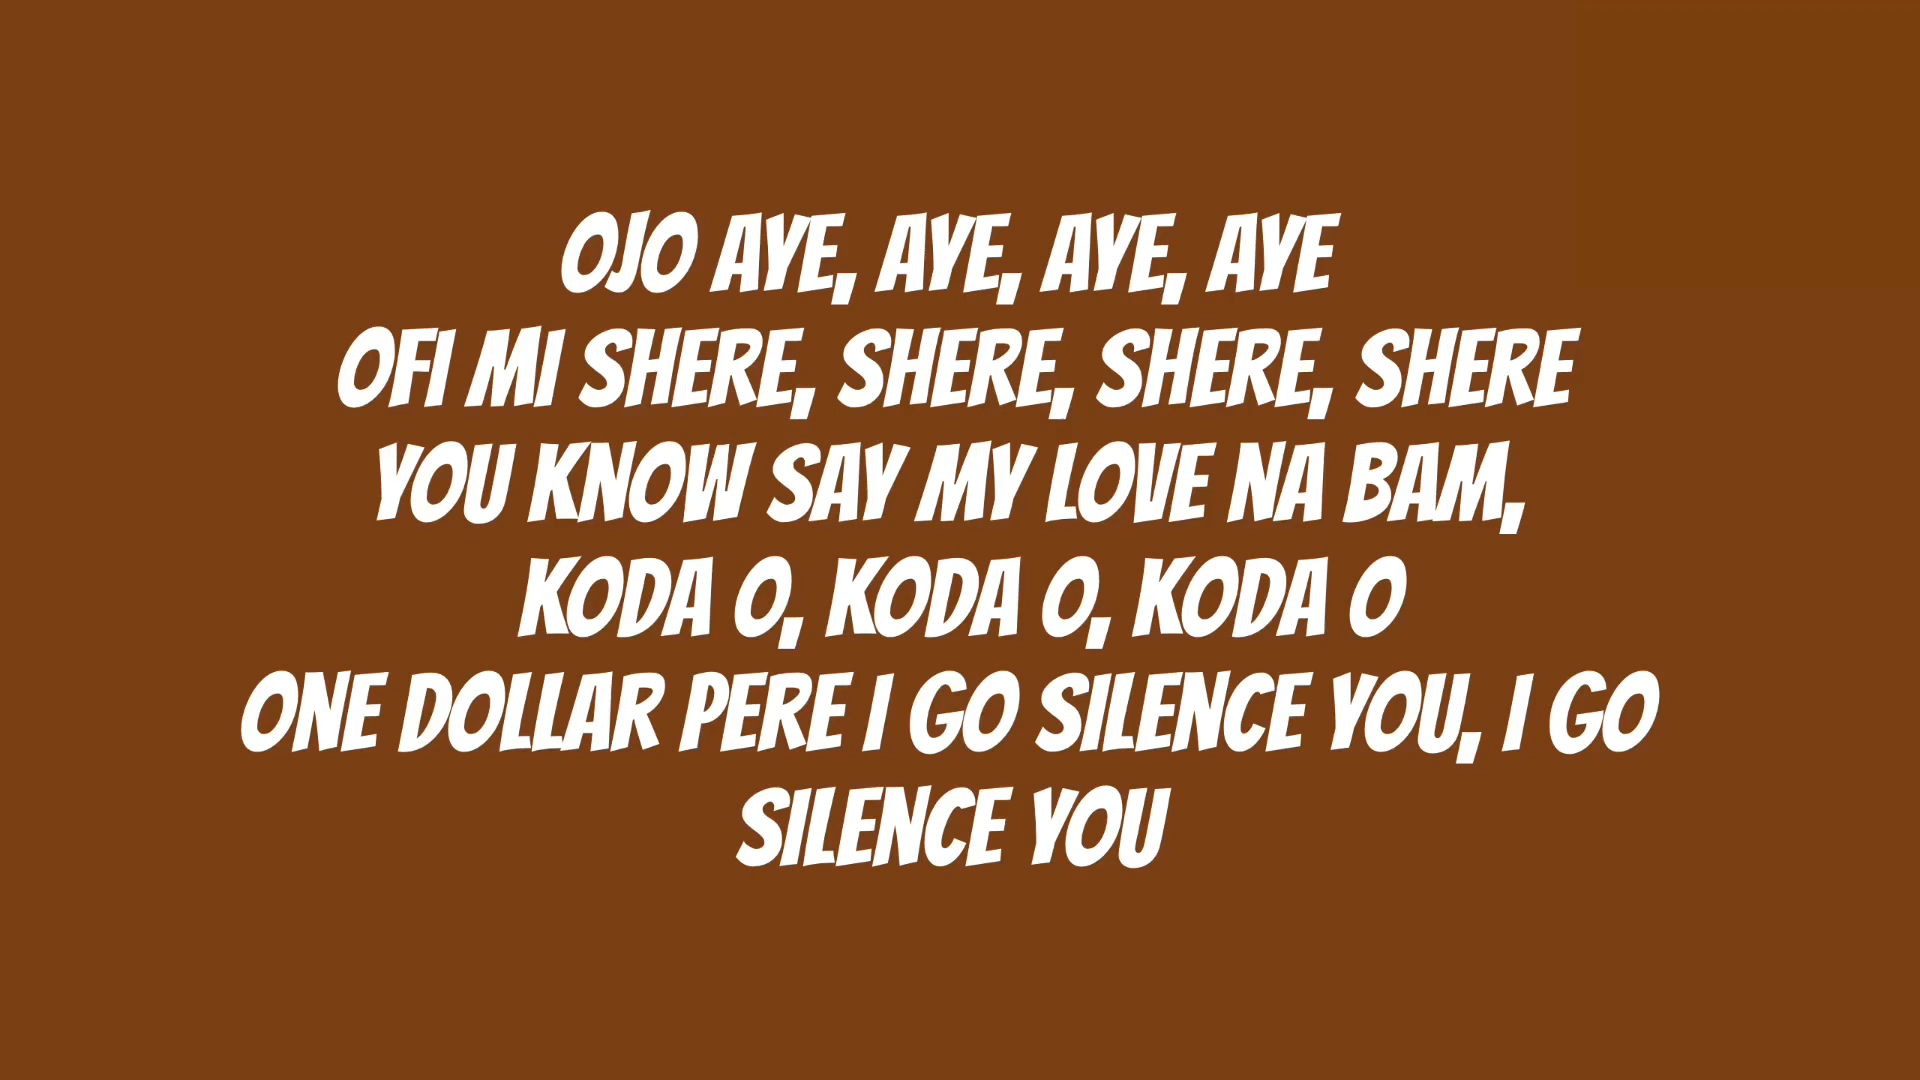 OJO AYE, AYE, AYE, AYE
OFI MI SHERE, SHERE, SHERE, SHERE
YOU KNOW SAY MY LOVE NA BAM,
KODA O, KODA O, KODA O
ONE DOLLAR PERE I GO SILENCE YOU, I GO
SILENCE YOU